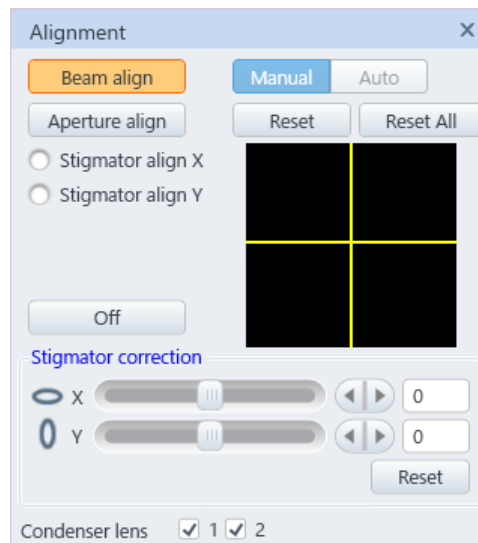 Alignment
Beam align Manual Auto
Aperture align Reset Reset All
Stigmator align X
Stigmator align Y
Off
Stigmator correction
X 0
Y 0
Reset
Condenser lens 1 2